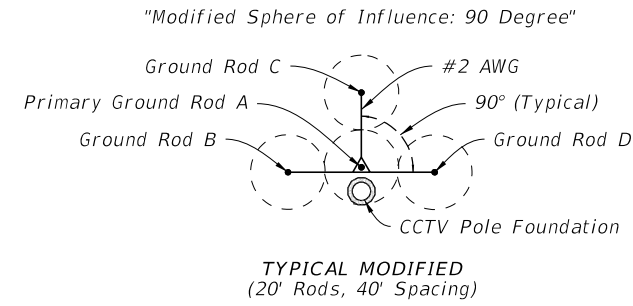 "Modified Sphere of Influence: 90 Degree"
Ground Rod C
#2 AWG
Primary Ground Rod A
90° (Typical)
Ground Rod B
Ground Rod D
CCTV Pole Foundation
TYPICAL MODIFIED
(20' Rods, 40' Spacing)